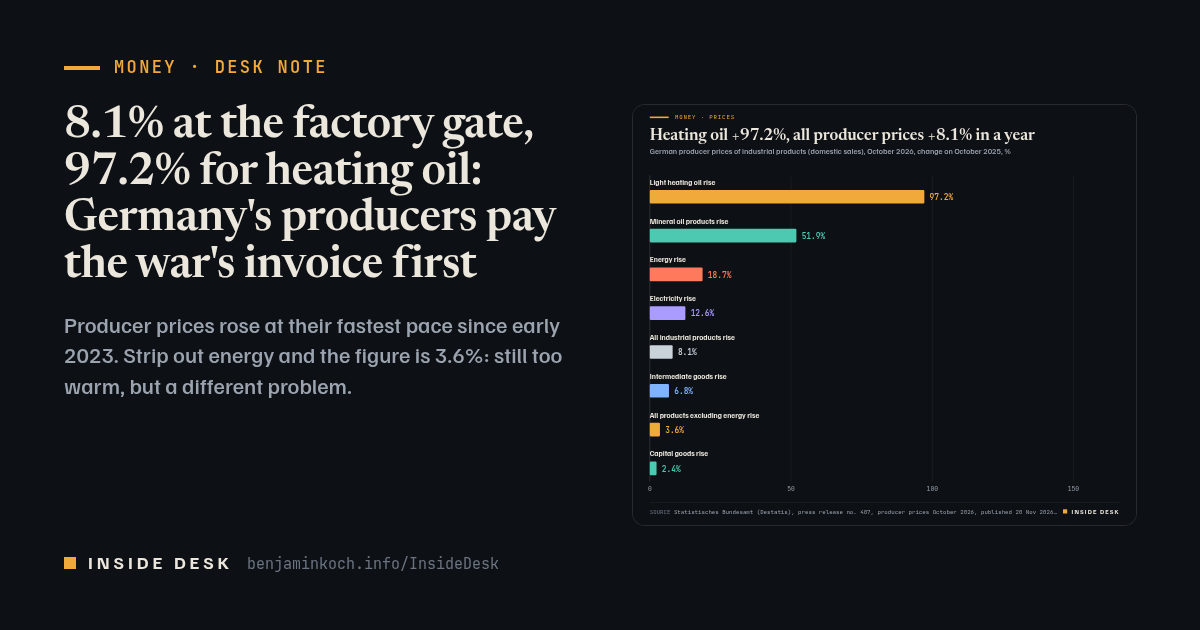 MONEY · DESK NOTE
8.1% at the factory gate,
97.2% for heating oil:
Germany's producers pay
the war's invoice first
Producer prices rose at their fastest pace since early
2023. Strip out energy and the figure is 3.6%: still too
warm, but a different problem.
INSIDE DESK benjaminkoch.info/InsideDesk
MONEY · PRICES
Heating oil +97.2%, all producer prices +8.1% in a year
German producer prices of industrial products (domestic sales), October 2026, change on October 2025, %
Light heating oil rise
97.2%
Mineral oil products rise
51.9%
Energy rise
18.7%
Electricity rise
12.6%
All industrial products rise
8.1%
Intermediate goods rise
6.8%
All products excluding energy rise
3.6%
Capital goods rise
2.4%
0 50 100 150
SOURCE Statistisches Bundesamt (Destatis), press release no. 407, producer prices October 2026, published 20 Nov 2026… INSIDE DESK